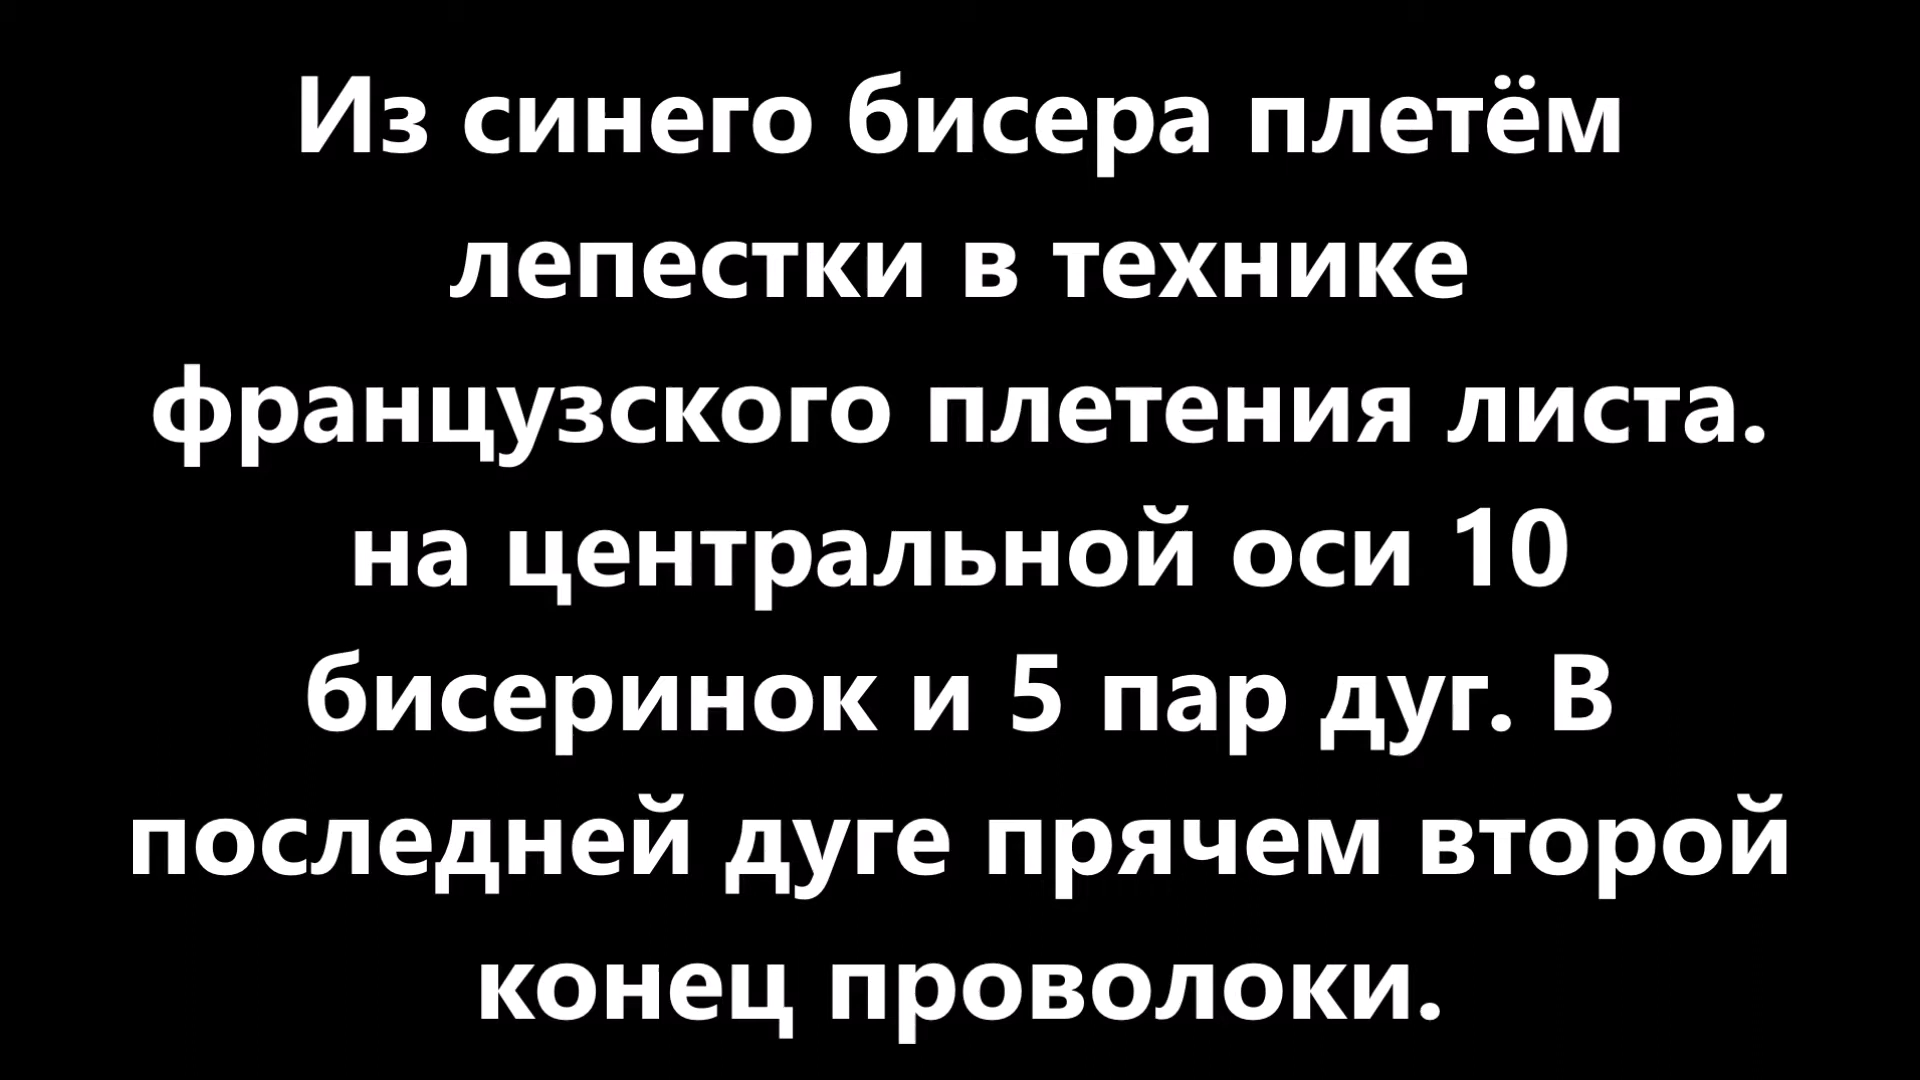 Из синего бисера плетём
лепестки в технике
французского плетения листа.
на центральной оси 10
бисеринок и 5 пар дуг. В
последней дуге прячем второй
конец проволоки.